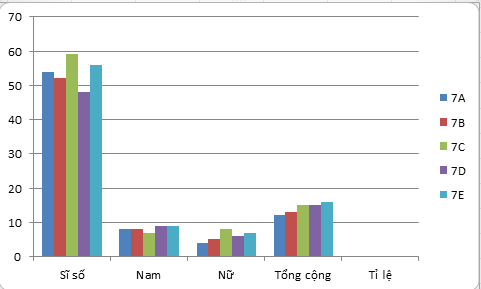 70
60
50
40
30
20
10
0
Sĩ số
Nam
Nữ
Tổng cộng
Tỉ lệ
7A
7B
7C
7D
7E